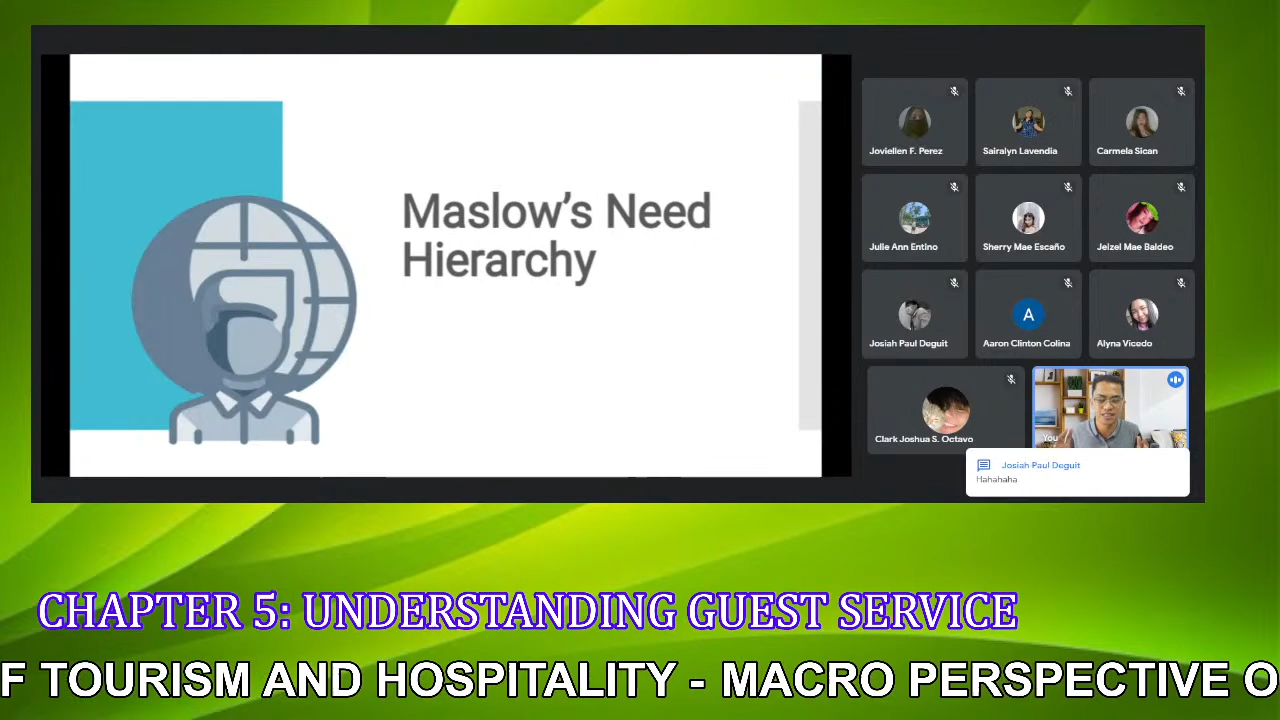 Maslow's Need
Hierarchy
Joviellen F. Perez
Sairalyn Lavendia
Carmela Sican
Julie Ann Entino
Sherry Mae Escaño
Jeizel Mae Baldeo
Josiah Paul Deguit
A
Aaron Clinton Colina
Alyna Vicedo
Clark Joshua S. Octavo
You
Josiah Paul Deguit
Hahahaha
CHAPTER 5: UNDERSTANDING GUEST SERVICE
F TOURISM AND HOSPITALITY - MACRO PERSPECTIVE O